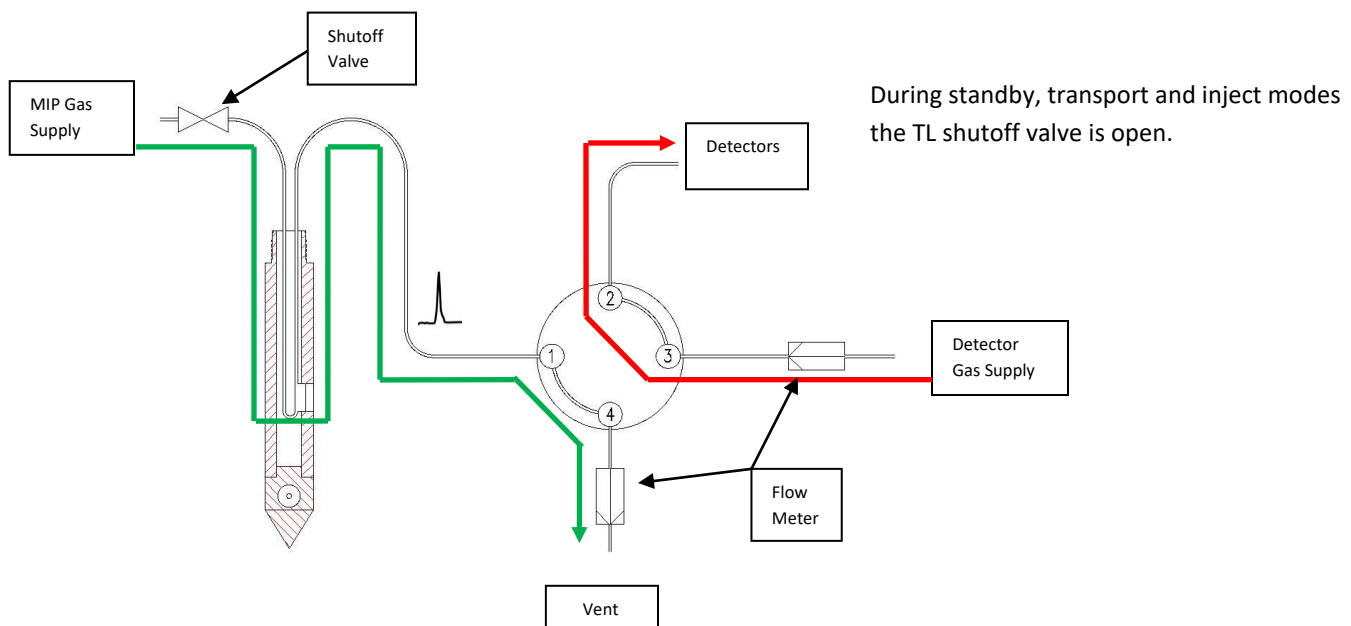 Shutoff
Valve
MIP Gas
Supply
During standby, transport and inject modes
the TL shutoff valve is open.
Detectors
2
1
3
4
Detector
Gas Supply
Flow
Meter
Vent